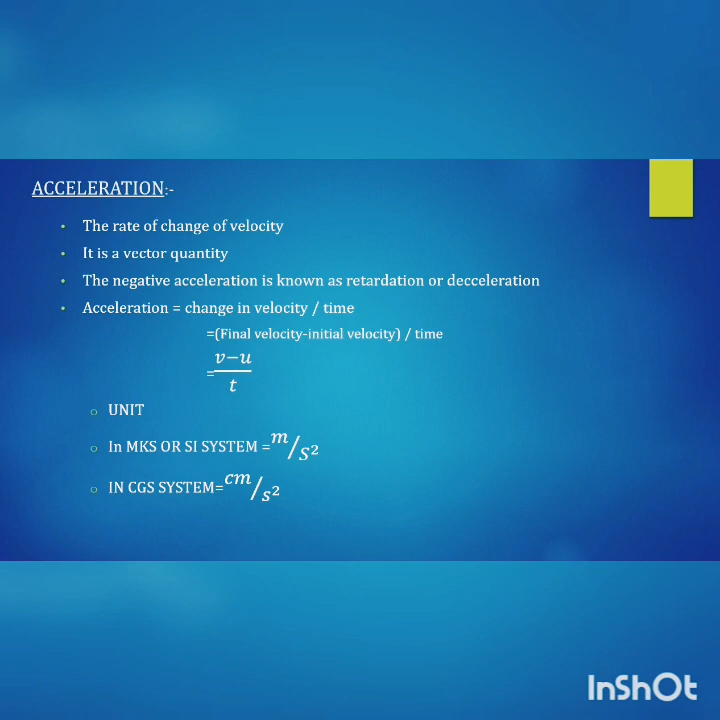 ACCELERATION:-
• The rate of change of velocity
• It is a vector quantity
• The negative acceleration is known as retardation or decceleration
• Acceleration = change in velocity / time
=(Final velocity-initial velocity) / time
=v−u/t
○ UNIT
○ In MKS OR SI SYSTEM =m/S²
○ IN CGS SYSTEM=cm/s²
InShOt